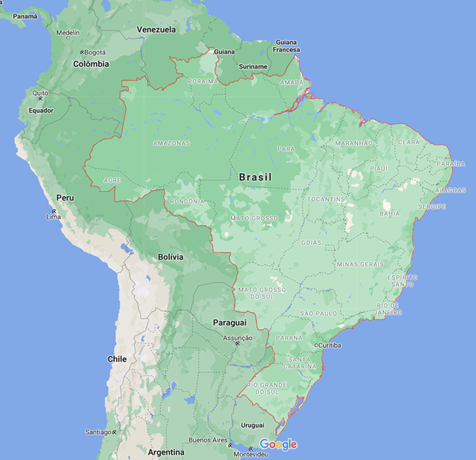 Panamá
Medellín
Venezuela
Bogotá
Colômbia
Guiana
Guiana
Francesa
Suriname
RORAIMA
AMAPÁ
Quito
Equador
AMAZONAS
PARÁ
MARANHÃO
CEARÁ
PARAÍBA
PIAUÍ
Brasil
ACRE
ALAGOAS
SERGIPE
Peru
RONDÔNIA
TOCANTINS
Lima
MATO GROSSO
BAHIA
GOIÁS
Bolívia
MINAS GERAIS
ESPÍRITO
SANTO
MATO GROSSO
DO SUL
RIO DE
JANEIRO
SÃO PAULO
Paraguai
Assunção
PARANÁ
Curitiba
Chile
SANTA
CATARINA
RIO GRANDE
DO SUL
Santiago
Uruguai
Buenos Aires
Google
Montevidéu
Argentina